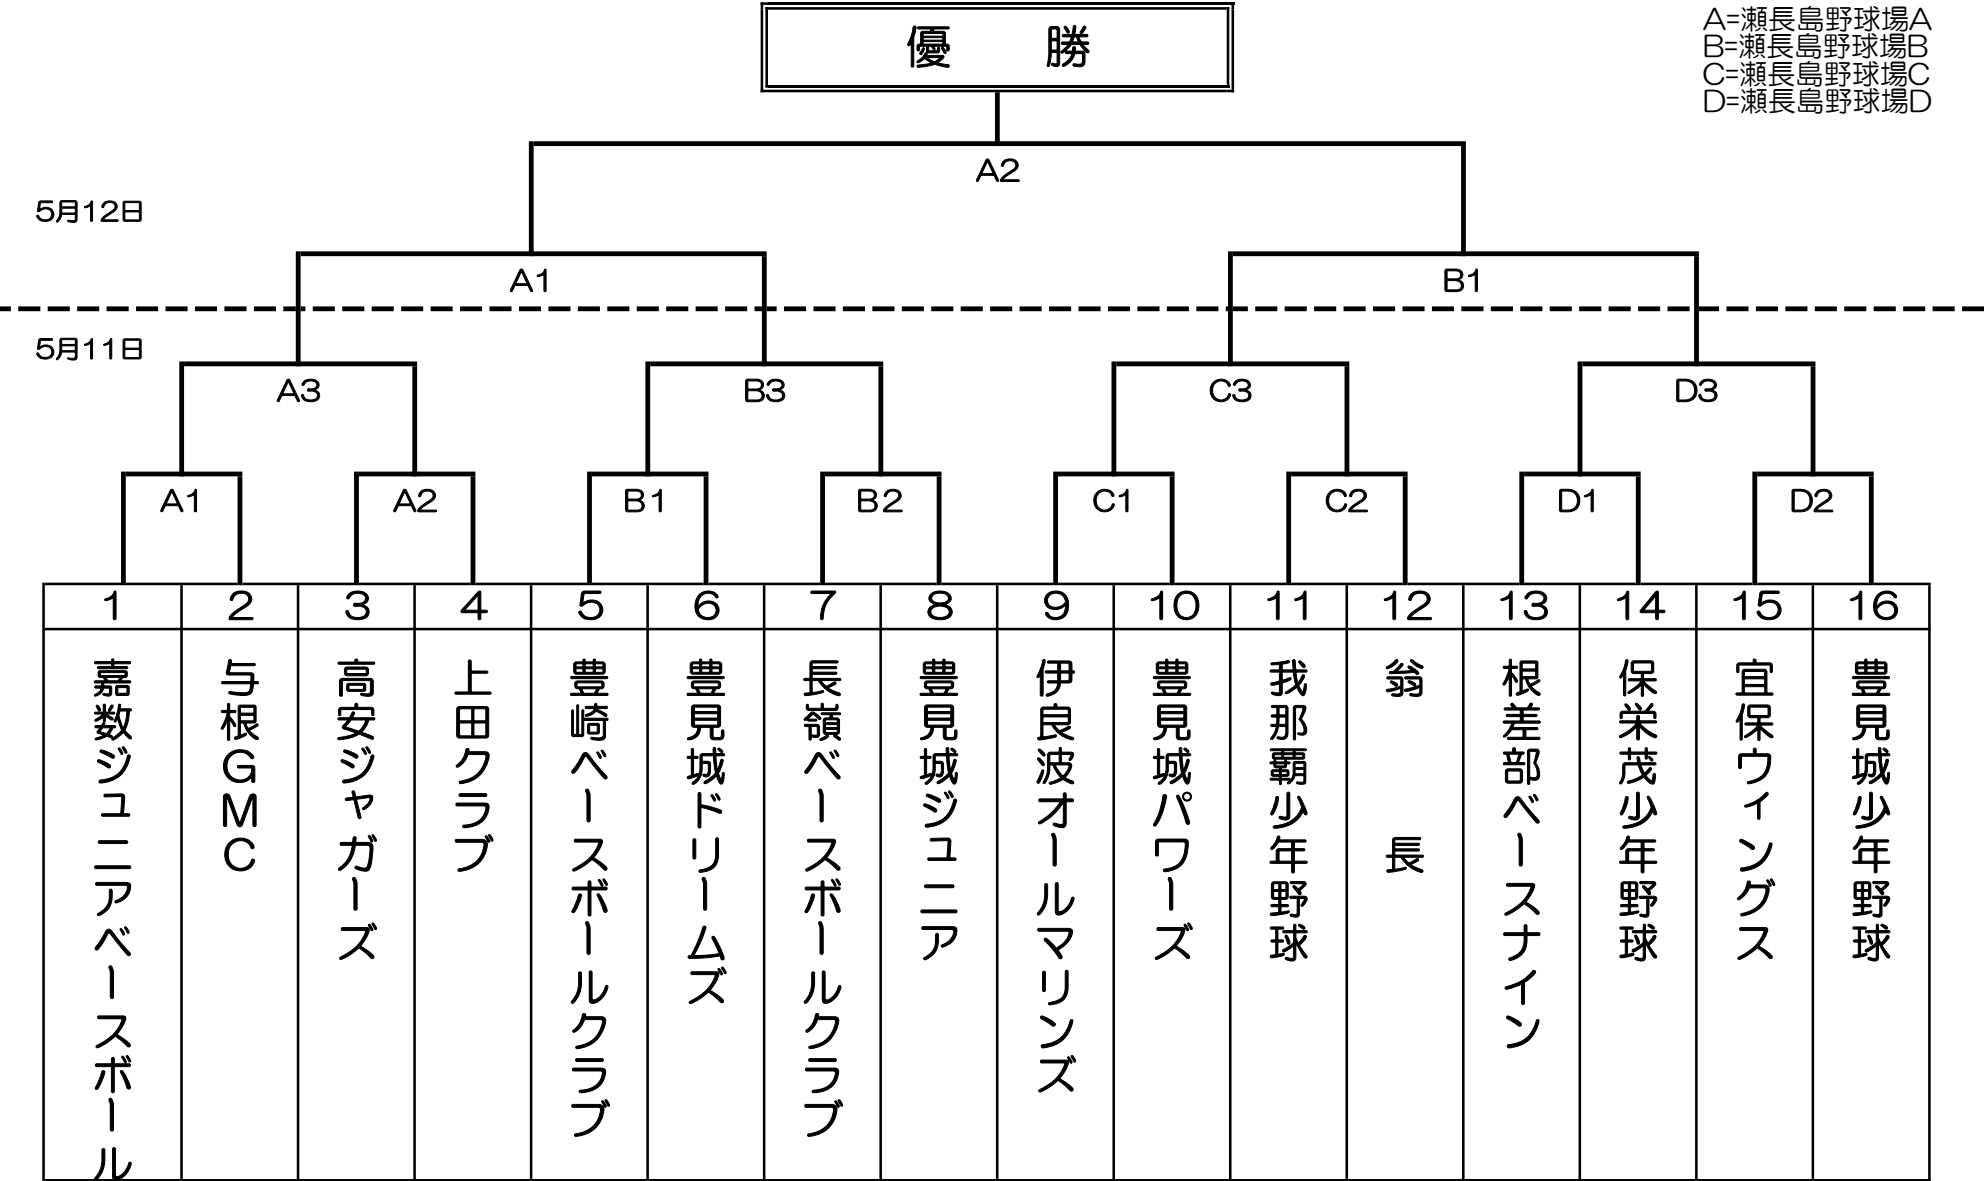 優 勝
A=瀬長島野球場A
B=瀬長島野球場B
C=瀬長島野球場C
D=瀬長島野球場D
A2
5月12日
A1
B1
5月11日
A3
B3
C3
D3
A1
A2
B1
B2
C1
C2
D1
D2
1
2
3
4
5
6
7
8
9
10
11
12
13
14
15
16
嘉数ジュニアベースボール
与根GMC
高安ジャガーズ
上田クラブ
豊崎ベースボールクラブ
豊見城ドリームズ
長嶺ベースボールクラブ
豊見城ジュニア
伊良波オールマリンズ
豊見城パワーズ
我那覇少年野球
翁 長
根差部ベースナイン
保栄茂少年野球
宜保ウィングス
豊見城少年野球